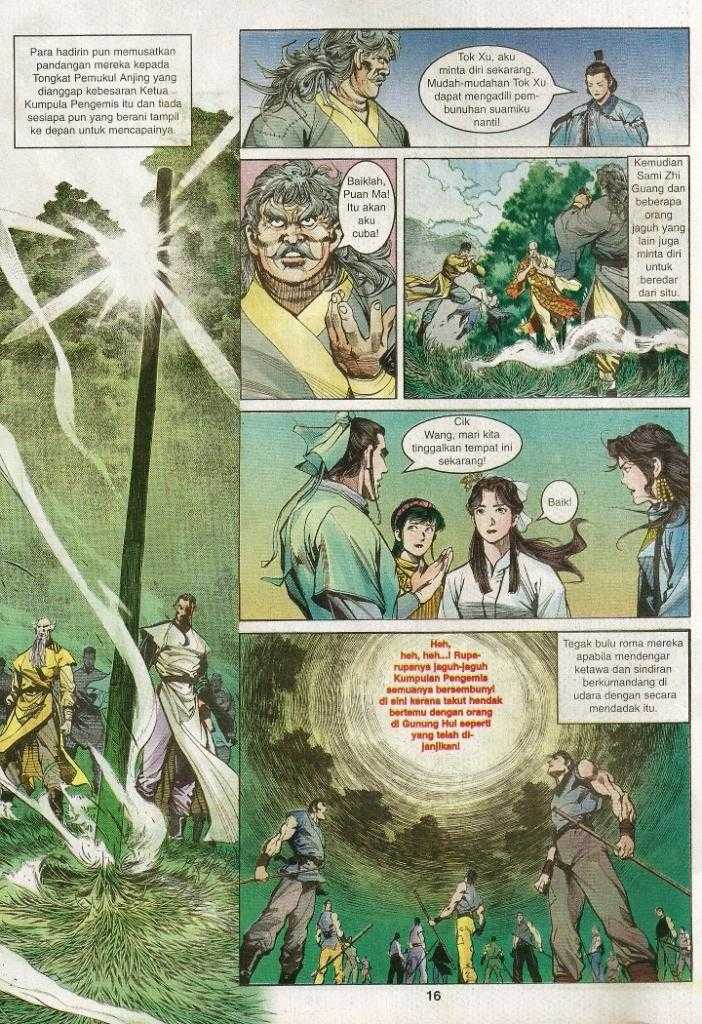 Para hadirin pun memusatkan
pandangan mereka kepada
Tongkat Pemukul Anjing yang
dianggap kebesaran Ketua
Kumpula Pengemis itu dan tiada
sesiapa pun yang berani tampil
ke depan untuk mencapainya.
Tok Xu, aku
minta diri sekarang.
Mudah-mudahan Tok Xu
dapat mengadili pem-
bunuhan suamiku
nanti!
Baiklah,
Puan Ma!
Itu akan
aku
cuba!
Kemudian
Sami Zhi
Guang dan
beberapa
orang
jaguh yang
lain juga
minta diri
untuk
beredar
dari situ.
Cik
Wang, mari kita
tinggalkan tempat ini
sekarang!
Baik!
Heh,
heh, heh...! Rupa-
rupanya jaguh-jaguh
Kumpulan Pengemis
semuanya bersembunyi
di sini kerana takut hendak
bertemu dengan orang
di Gunung Hui seperti
yang telah di-
janjikan!
Tegak bulu roma mereka
apabila mendengar
ketawa dan sindiran
berkumandang di
udara dengan secara
mendadak itu.
16